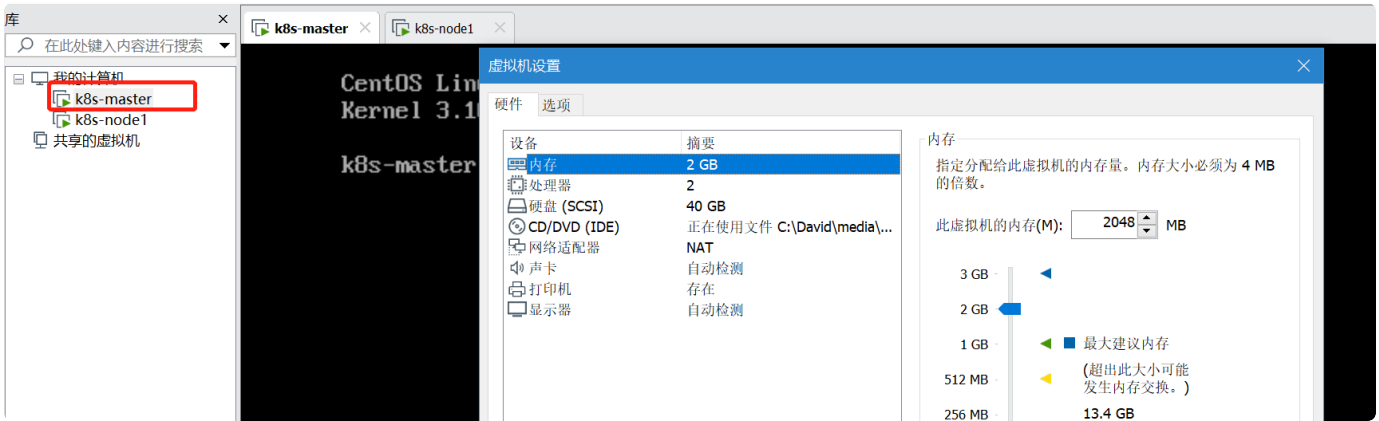 库
在此处键入内容进行搜索
我的计算机
k8s-master
k8s-node1
共享的虚拟机
k8s-master
k8s-node1
CentOS Lin
Kernel 3.1
k8s-master
虚拟机设置
硬件 选项
设备 摘要
内存 2 GB
处理器 2
硬盘 (SCSI) 40 GB
CD/DVD (IDE) 正在使用文件 C:\David\media\...
网络适配器 NAT
声卡 自动检测
打印机 存在
显示器 自动检测
内存
指定分配给此虚拟机的内存量。内存大小必须为 4 MB
的倍数。
此虚拟机的内存(M): 2048 MB
3 GB
2 GB
1 GB
512 MB
256 MB
最大建议内存
(超出此大小可能
发生内存交换。)
13.4 GB